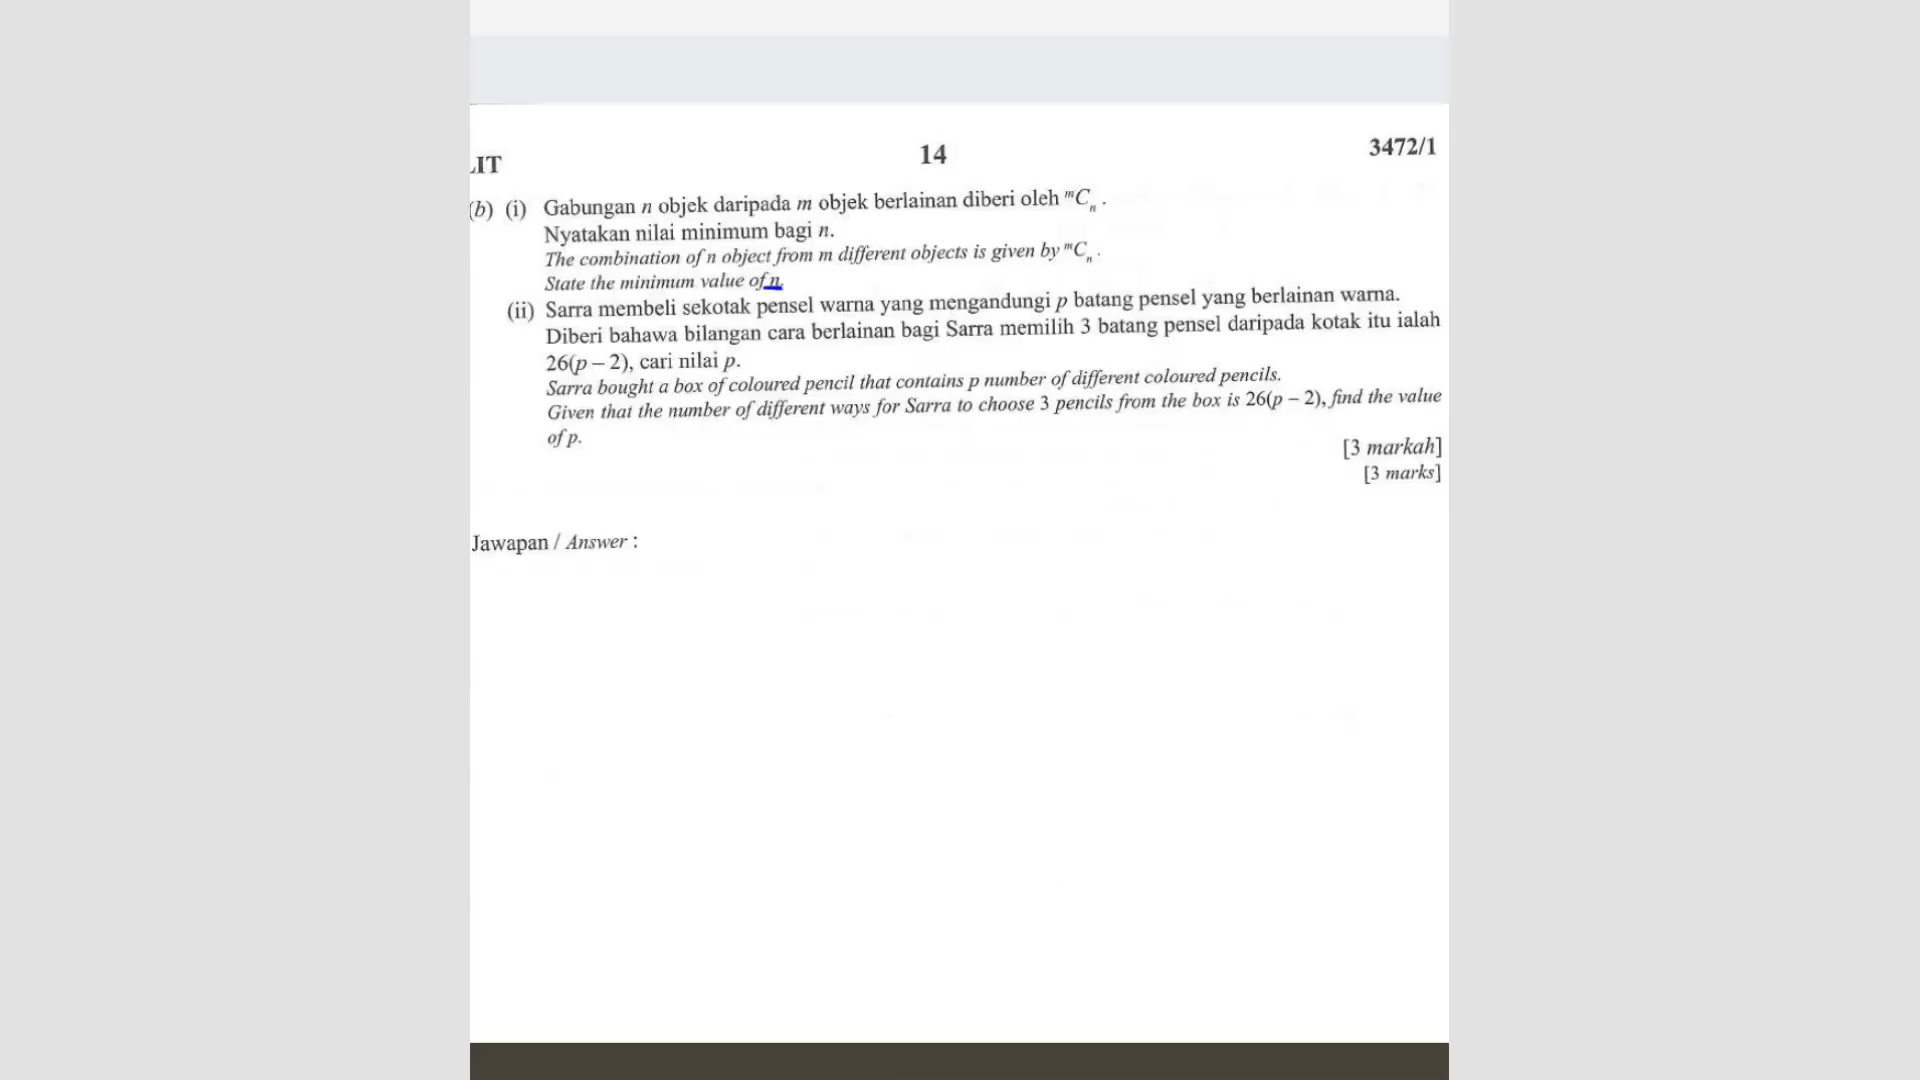 LIT 14 3472/1
(b) (i) Gabungan n objek daripada m objek berlainan diberi oleh ᵐCₙ.
Nyatakan nilai minimum bagi n.
The combination of n object from m different objects is given by ᵐCₙ.
State the minimum value of n.
(ii) Sarra membeli sekotak pensel warna yang mengandungi p batang pensel yang berlainan warna.
Diberi bahawa bilangan cara berlainan bagi Sarra memilih 3 batang pensel daripada kotak itu ialah
26(p – 2), cari nilai p.
Sarra bought a box of coloured pencil that contains p number of different coloured pencils.
Given that the number of different ways for Sarra to choose 3 pencils from the box is 26(p – 2), find the value
of p.
[3 markah]
[3 marks]
Jawapan / Answer :